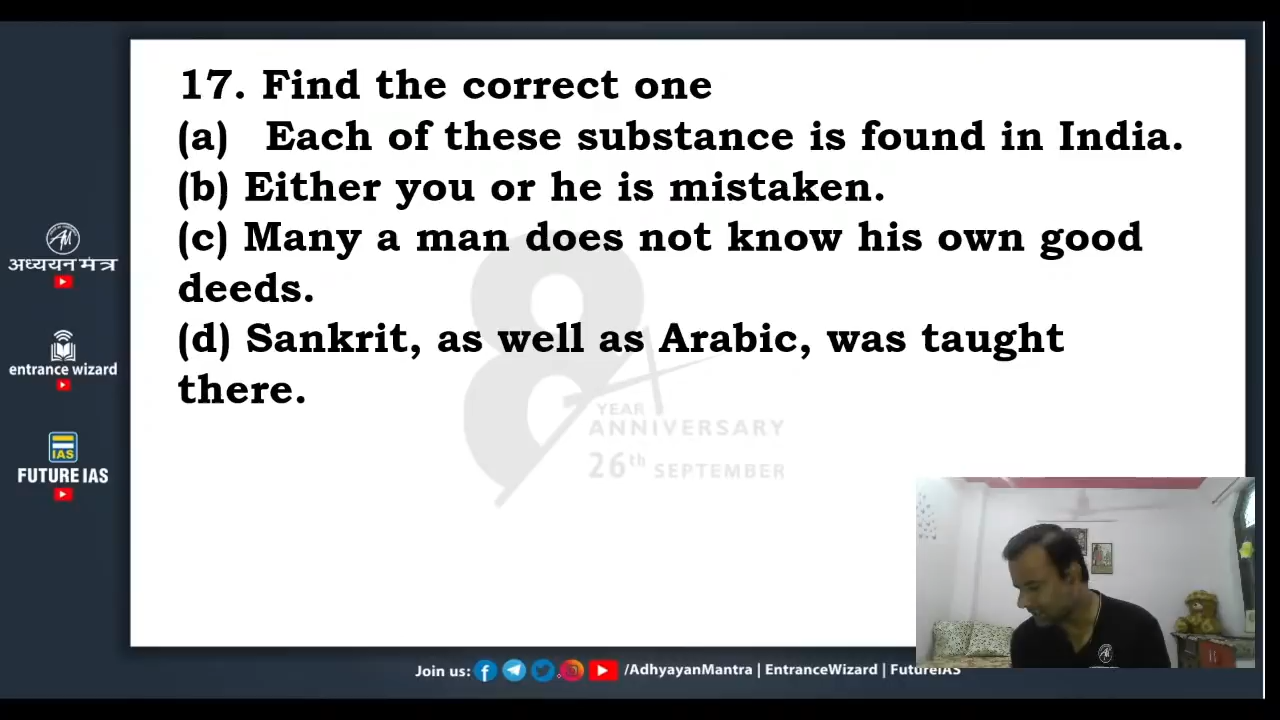 17. Find the correct one
(a) Each of these substance is found in India.
(b) Either you or he is mistaken.
(c) Many a man does not know his own good
deeds.
(d) Sankrit, as well as Arabic, was taught
there.
अध्ययन मंत्र
entrance wizard
IAS
FUTURE IAS
8
YEAR
ANNIVERSARY
26th SEPTEMBER
Join us: /AdhyayanMantra | EntranceWizard | FutureIAS